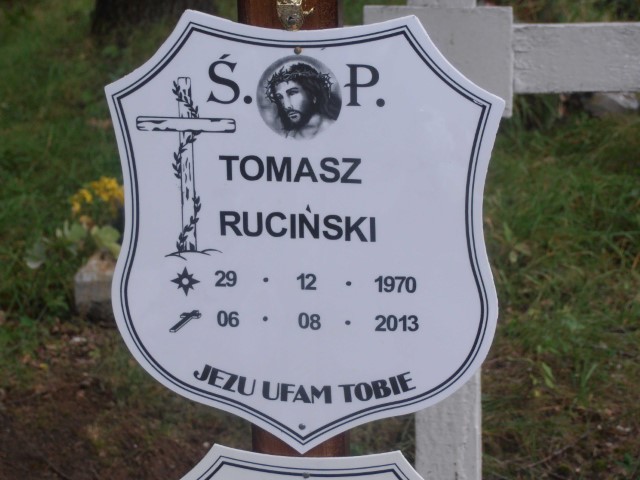 Ś. P.
TOMASZ
RUCIŃSKI
29 • 12 • 1970
06 • 08 • 2013
JEZU UFAM TOBIE